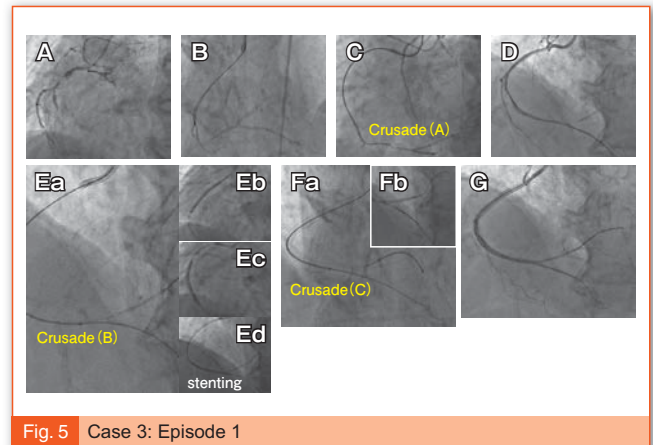 A
B
C
D
Crusade (A)
Ea
Eb
Ec
Ed
Crusade (B)
stenting
Fa
Fb
Crusade (C)
G
Fig. 5 Case 3: Episode 1